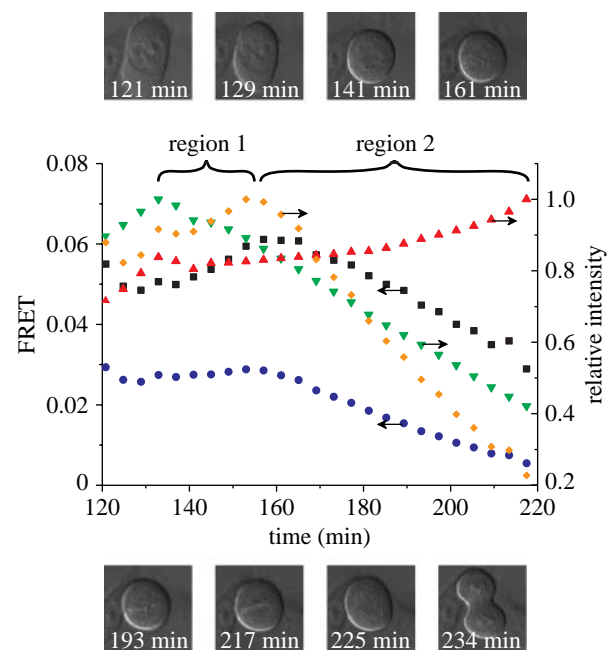 121 min 129 min 141 min 161 min
region 1 region 2
0.08
0.06
0.04
0.02
0
FRET
1.0
0.8
0.6
0.4
0.2
relative intensity
120 140 160 180 200 220
time (min)
193 min 217 min 225 min 234 min